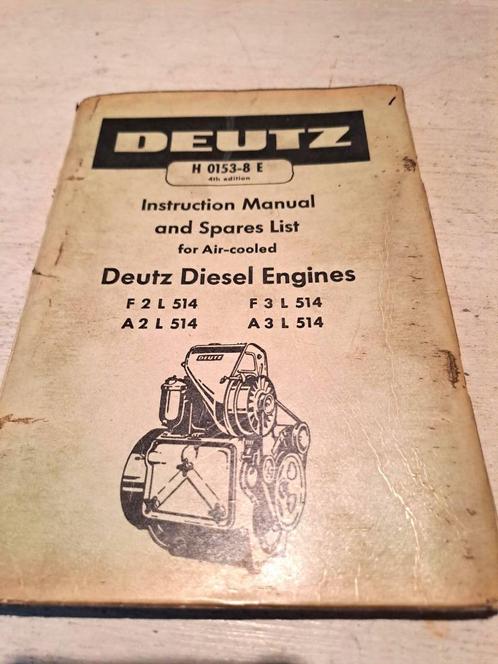 DEUTZ
H 0153-8 E
4th edition
Instruction Manual
and Spares List
for Air-cooled
Deutz Diesel Engines
F 2 L 514 F 3 L 514
A 2 L 514 A 3 L 514
DEUTZ